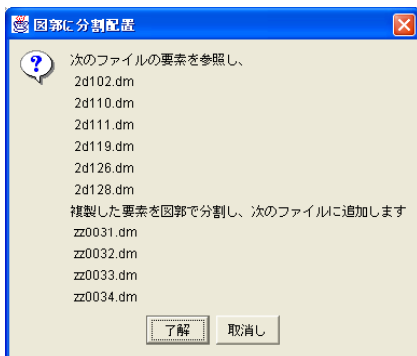 図郭に分割配置
次のファイルの要素を参照し、
2d102.dm
2d110.dm
2d111.dm
2d119.dm
2d126.dm
2d128.dm
複製した要素を図郭で分割し、次のファイルに追加します
zz0031.dm
zz0032.dm
zz0033.dm
zz0034.dm
了解 取消し